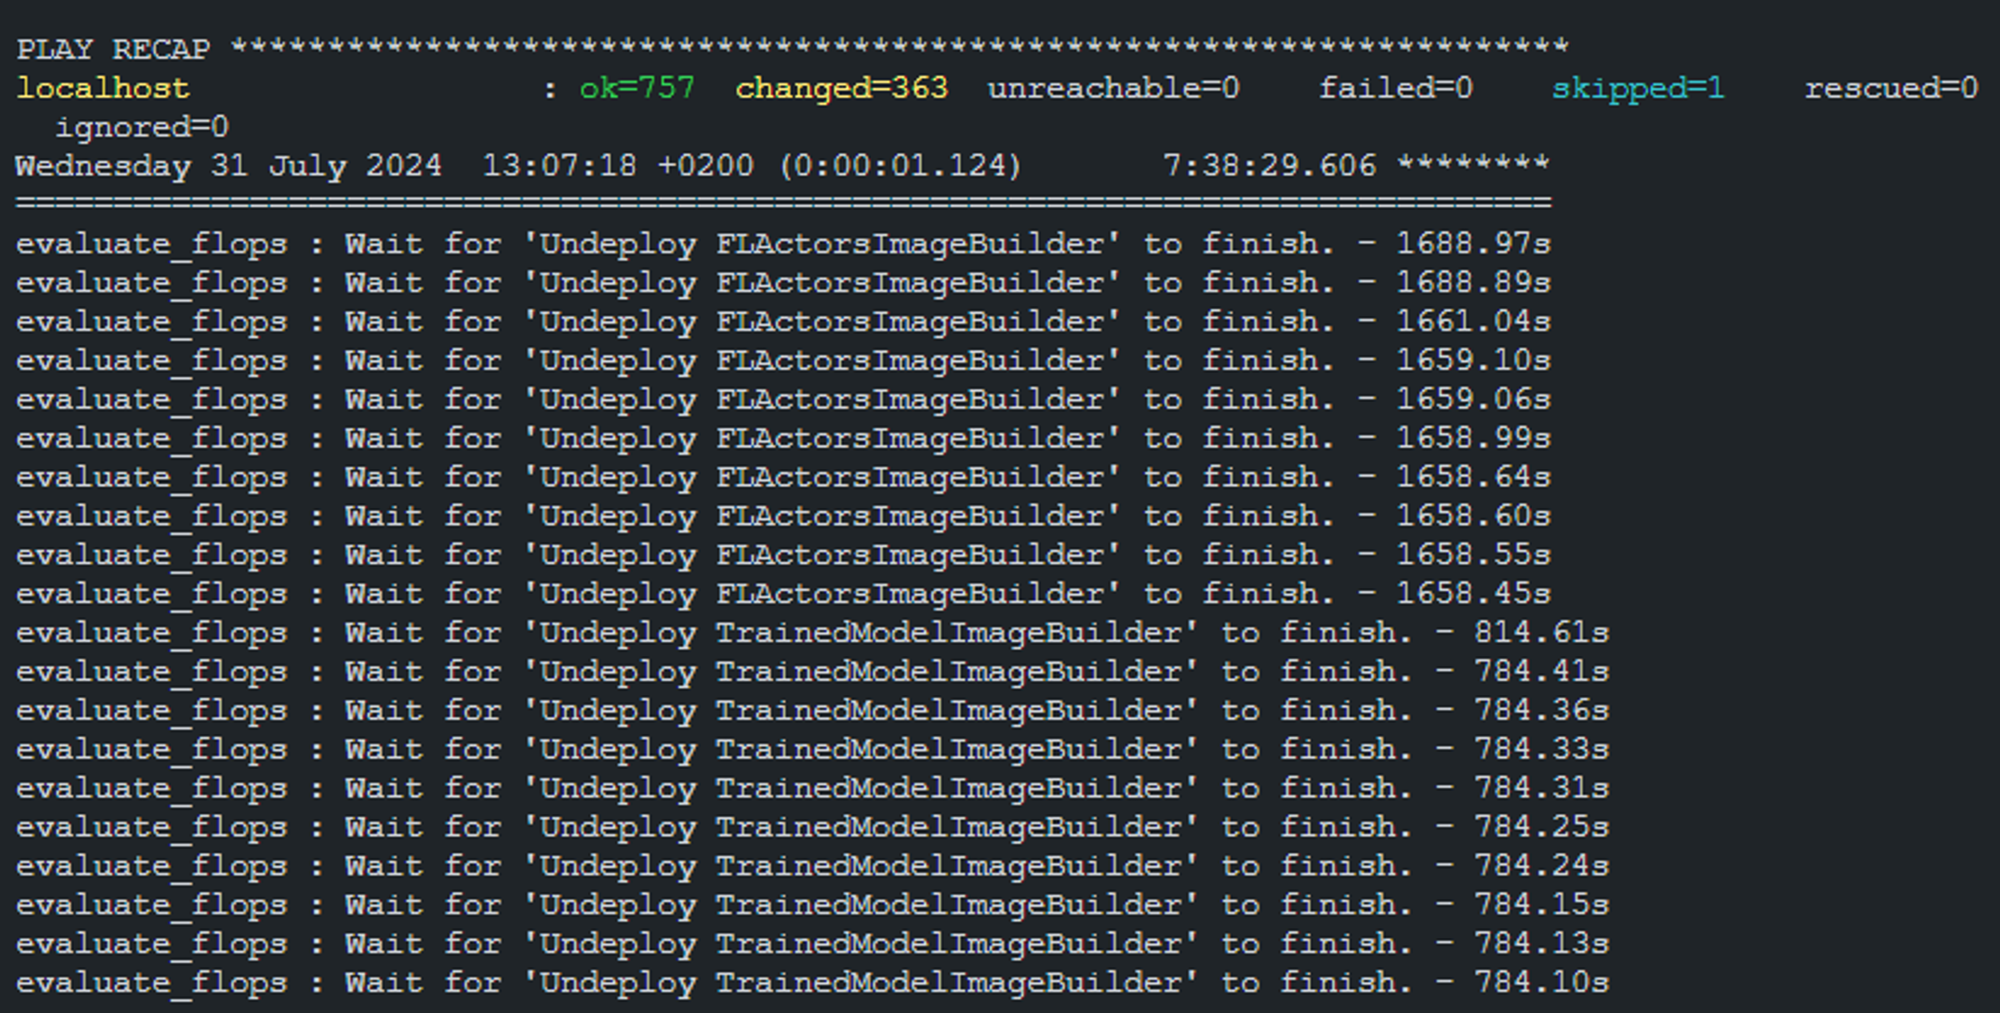 PLAY RECAP *********************************************************************
localhost                  : ok=757  changed=363  unreachable=0    failed=0    skipped=1    rescued=0
  ignored=0
Wednesday 31 July 2024  13:07:18 +0200 (0:00:01.124)       7:38:29.606 ********
===============================================================================
evaluate_flops : Wait for 'Undeploy FLActorsImageBuilder' to finish. - 1688.97s
evaluate_flops : Wait for 'Undeploy FLActorsImageBuilder' to finish. - 1688.89s
evaluate_flops : Wait for 'Undeploy FLActorsImageBuilder' to finish. - 1661.04s
evaluate_flops : Wait for 'Undeploy FLActorsImageBuilder' to finish. - 1659.10s
evaluate_flops : Wait for 'Undeploy FLActorsImageBuilder' to finish. - 1659.06s
evaluate_flops : Wait for 'Undeploy FLActorsImageBuilder' to finish. - 1658.99s
evaluate_flops : Wait for 'Undeploy FLActorsImageBuilder' to finish. - 1658.64s
evaluate_flops : Wait for 'Undeploy FLActorsImageBuilder' to finish. - 1658.60s
evaluate_flops : Wait for 'Undeploy FLActorsImageBuilder' to finish. - 1658.55s
evaluate_flops : Wait for 'Undeploy FLActorsImageBuilder' to finish. - 1658.45s
evaluate_flops : Wait for 'Undeploy TrainedModelImageBuilder' to finish. - 814.61s
evaluate_flops : Wait for 'Undeploy TrainedModelImageBuilder' to finish. - 784.41s
evaluate_flops : Wait for 'Undeploy TrainedModelImageBuilder' to finish. - 784.36s
evaluate_flops : Wait for 'Undeploy TrainedModelImageBuilder' to finish. - 784.33s
evaluate_flops : Wait for 'Undeploy TrainedModelImageBuilder' to finish. - 784.31s
evaluate_flops : Wait for 'Undeploy TrainedModelImageBuilder' to finish. - 784.25s
evaluate_flops : Wait for 'Undeploy TrainedModelImageBuilder' to finish. - 784.24s
evaluate_flops : Wait for 'Undeploy TrainedModelImageBuilder' to finish. - 784.15s
evaluate_flops : Wait for 'Undeploy TrainedModelImageBuilder' to finish. - 784.13s
evaluate_flops : Wait for 'Undeploy TrainedModelImageBuilder' to finish. - 784.10s